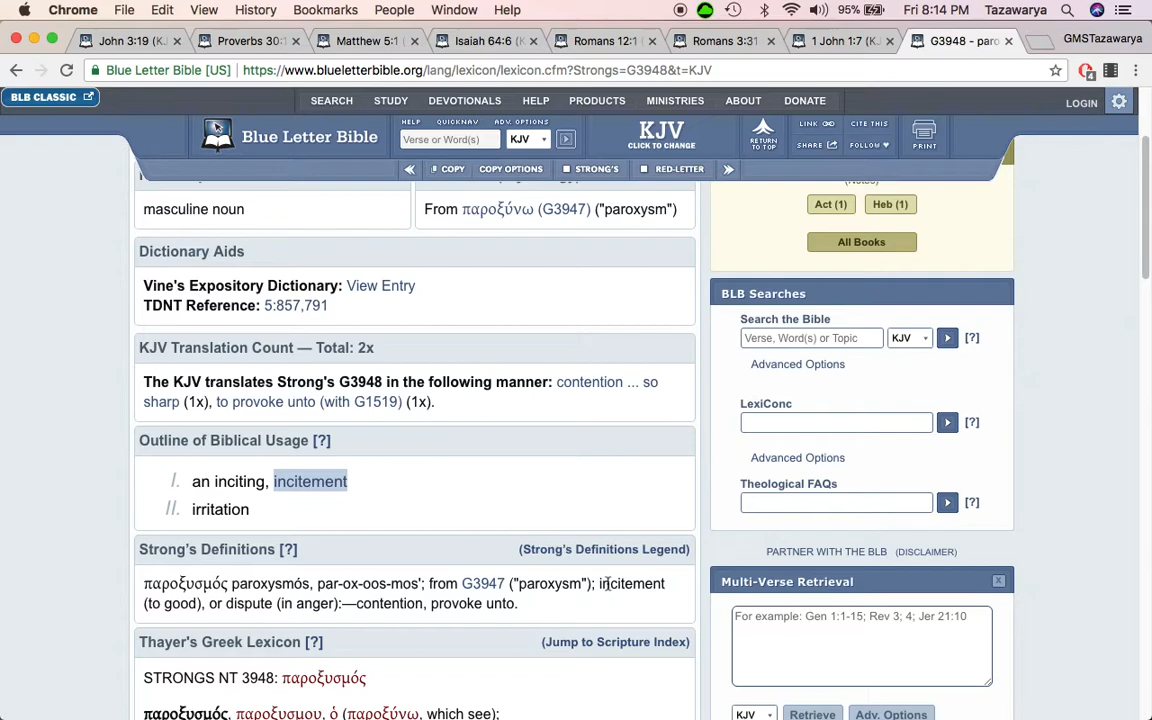 Chrome File Edit View History Bookmarks People Window Help 95% Fri 8:14 PM Tazawarya
John 3:19 (K Proverbs 30: Matthew 5:1 Isaiah 64:6 Romans 12:1 Romans 3:31 1 John 1:7 (K G3948 - paro GMSTazawarya
Blue Letter Bible [US] https://www.blueletterbible.org/lang/lexicon/lexicon.cfm?Strongs=G3948&t=KJV 4
BLB CLASSIC
SEARCH STUDY DEVOTIONALS HELP PRODUCTS MINISTRIES ABOUT DONATE LOGIN
Blue Letter Bible
HELP QUICKNAV ADV. OPTIONS
Verse or Word(s) KJV
KJV
CLICK TO CHANGE
RETURN
TO TOP
LINK CITE THIS
SHARE FOLLOW
PRINT
COPY COPY OPTIONS STRONG'S RED-LETTER
masculine noun
From παροξύνω (G3947) ("paroxysm")
Dictionary Aids
Vine's Expository Dictionary: View Entry
TDNT Reference: 5:857,791
KJV Translation Count — Total: 2x
The KJV translates Strong's G3948 in the following manner: contention ... so
sharp (1x), to provoke unto (with G1519) (1x).
Outline of Biblical Usage [?]
I. an inciting, incitement
II. irritation
Strong's Definitions [?] (Strong's Definitions Legend)
παροξυσμός paroxysmós, par-ox-oos-mos'; from G3947 ("paroxysm"); incitement
(to good), or dispute (in anger):—contention, provoke unto.
Thayer's Greek Lexicon [?] (Jump to Scripture Index)
STRONGS NT 3948: παροξυσμός
παροξυσμός, παροξυσμου, ὁ (παροξύνω, which see);
(Notes)
Act (1) Heb (1)
All Books
BLB Searches
Search the Bible
Verse, Word(s) or Topic KJV [?]
Advanced Options
LexiConc
[?]
Advanced Options
Theological FAQs
[?]
PARTNER WITH THE BLB (DISCLAIMER)
Multi-Verse Retrieval x
For example: Gen 1:1-15; Rev 3; 4; Jer 21:10
KJV Retrieve Adv. Options